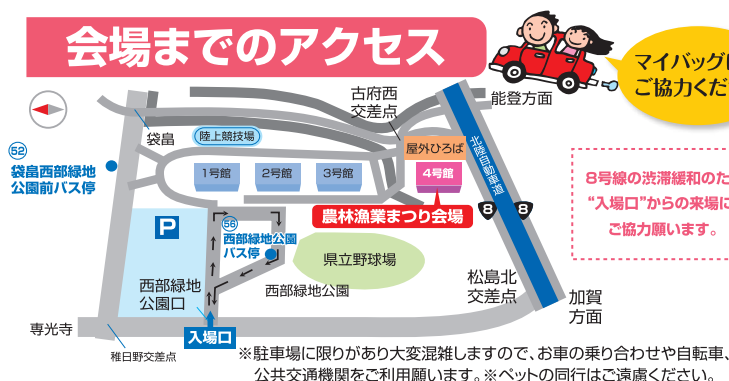 会場までのアクセス
マイバッグ
ご協力くだ
古府西
交差点
能登方面
袋畠
陸上競技場
屋外ひろば
北陸自動車道
52
袋畠西部緑地
公園前バス停
1号館
2号館
3号館
4号館
8号線の渋滞緩和のた
“入場口”からの来場に
ご協力願います。
農林漁業まつり会場
8
8
P
56
西部緑地公園
バス停
県立野球場
西部緑地公園
西部緑地
公園口
松島北
交差点
加賀
方面
専光寺
稚日野交差点
入場口
※駐車場に限りがあり大変混雑しますので、お車の乗り合わせや自転車、
公共交通機関をご利用願います。※ペットの同行はご遠慮ください。